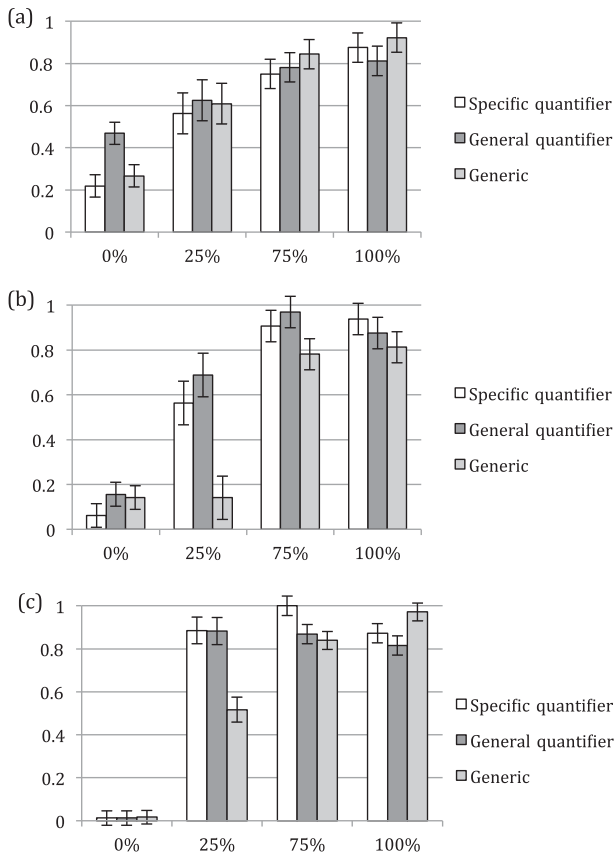 (a)
1
0.8
0.6
0.4
0.2
0
0% 25% 75% 100%
Specific quantifier
General quantifier
Generic
(b)
1
0.8
0.6
0.4
0.2
0
0% 25% 75% 100%
Specific quantifier
General quantifier
Generic
(c)
1
0.8
0.6
0.4
0.2
0
0% 25% 75% 100%
Specific quantifier
General quantifier
Generic